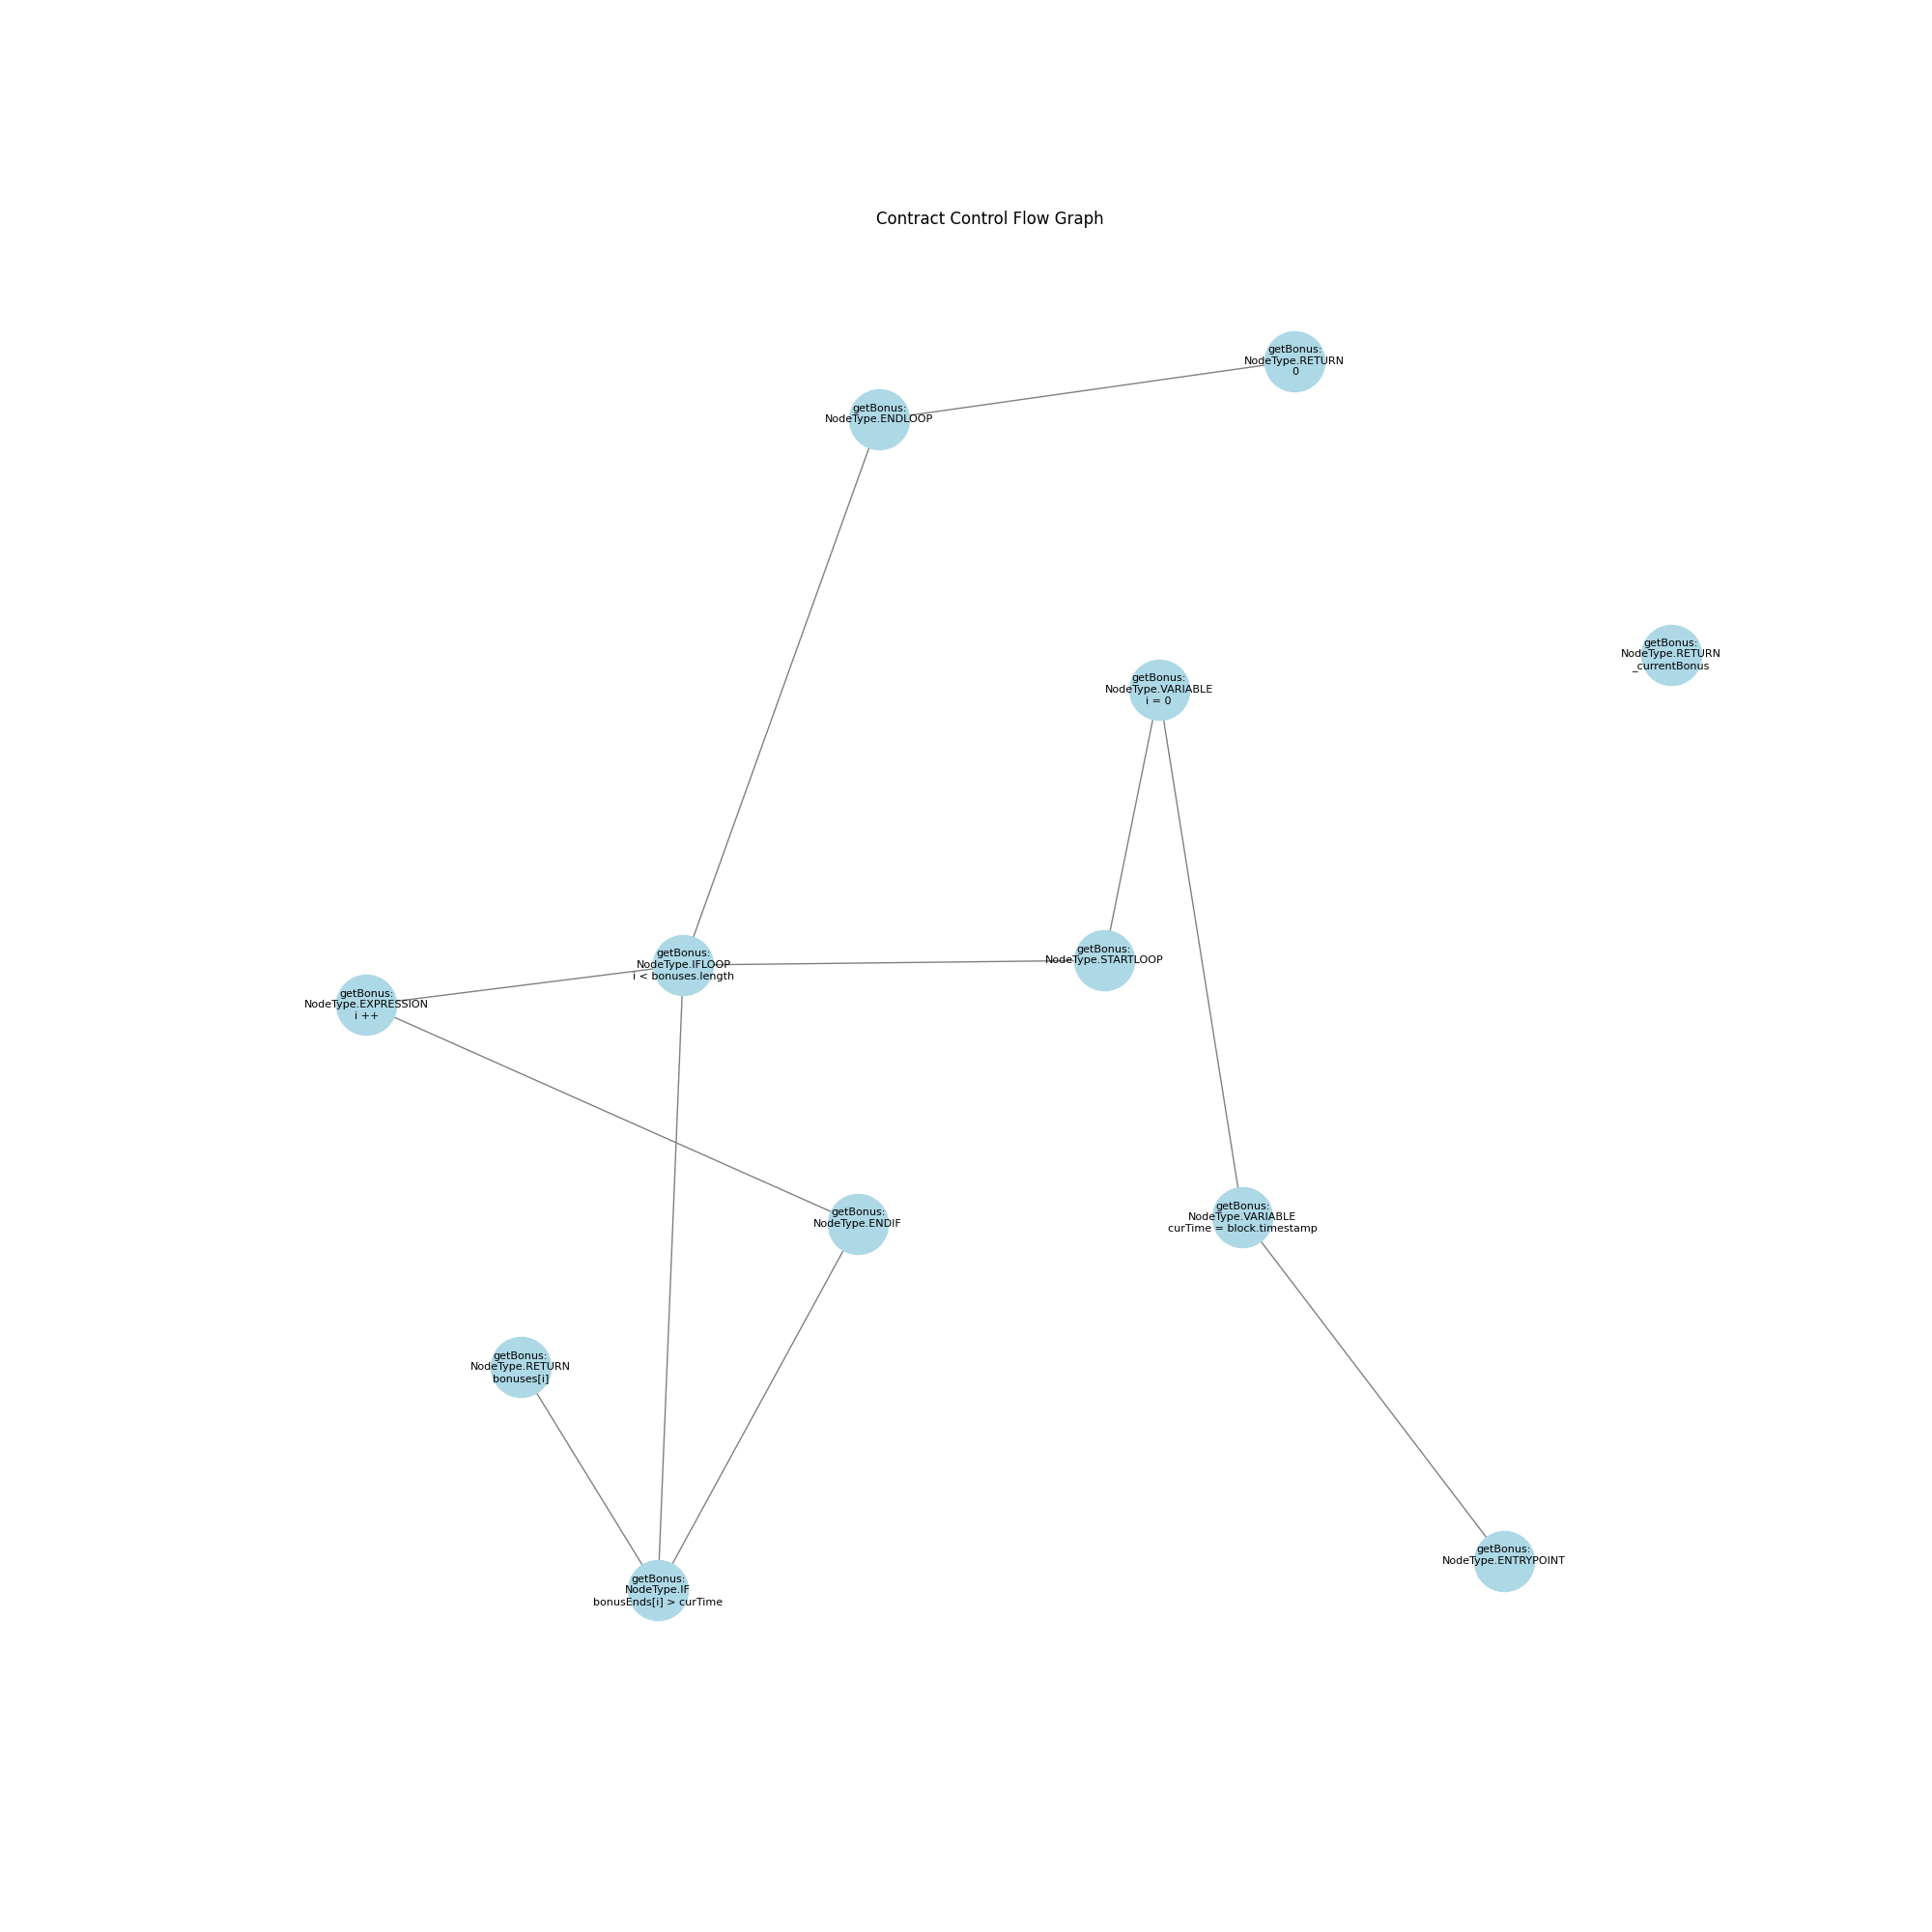 Contract Control Flow Graph
getBonus:
NodeType.RETURN
0
getBonus:
NodeType.ENDLOOP
getBonus:
NodeType.RETURN
_currentBonus
getBonus:
NodeType.VARIABLE
i = 0
getBonus:
NodeType.IFLOOP
i < bonuses.length
getBonus:
NodeType.STARTLOOP
getBonus:
NodeType.EXPRESSION
i ++
getBonus:
NodeType.ENDIF
getBonus:
NodeType.VARIABLE
curTime = block.timestamp
getBonus:
NodeType.RETURN
bonuses[i]
getBonus:
NodeType.ENTRYPOINT
getBonus:
NodeType.IF
bonusEnds[i] > curTime